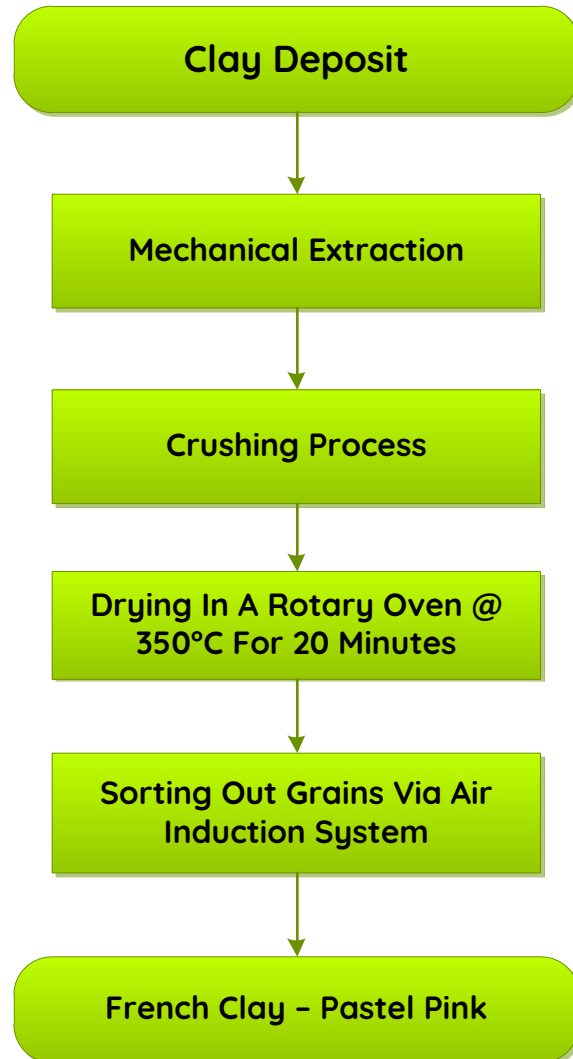 Clay Deposit
Mechanical Extraction
Crushing Process
Drying In A Rotary Oven @
350°C For 20 Minutes
Sorting Out Grains Via Air
Induction System
French Clay – Pastel Pink